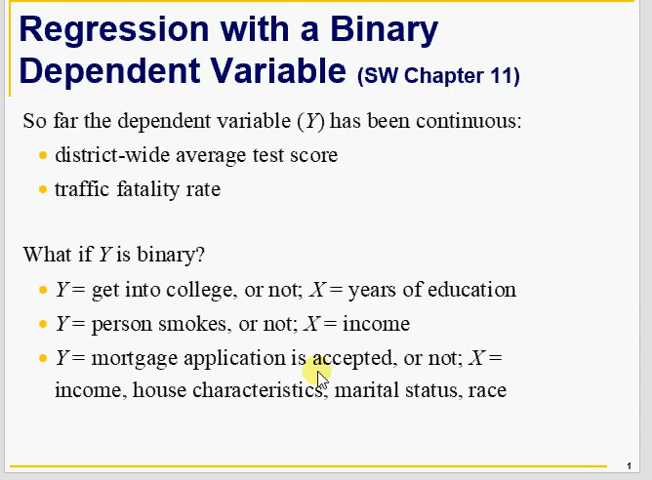 Regression with a Binary
Dependent Variable (SW Chapter 11)
So far the dependent variable (Y) has been continuous:
• district-wide average test score
• traffic fatality rate
What if Y is binary?
• Y = get into college, or not; X = years of education
• Y = person smokes, or not; X = income
• Y = mortgage application is accepted, or not; X =
income, house characteristics, marital status, race
1